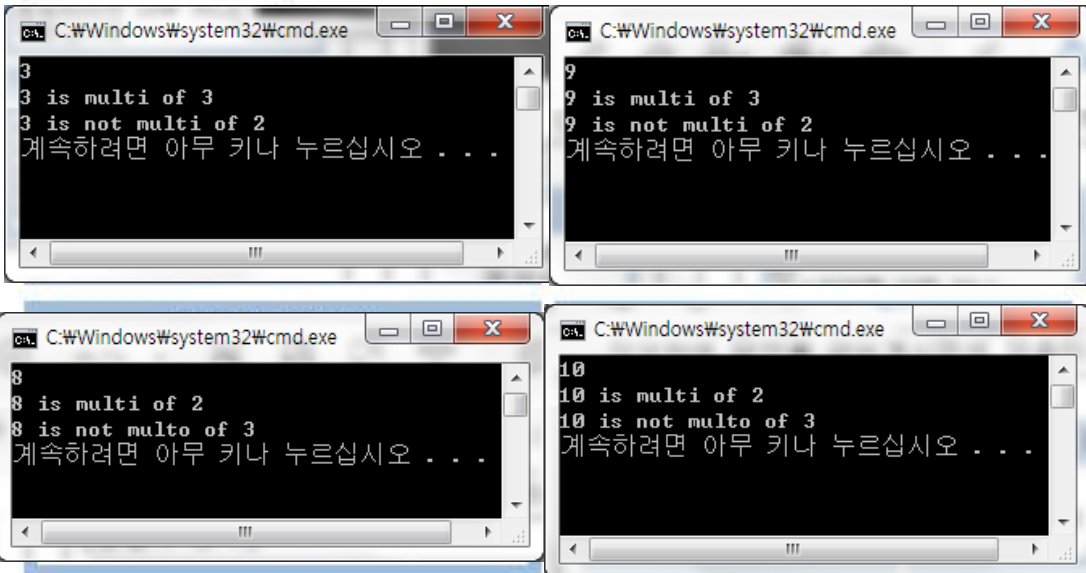 C:₩Windows₩system32₩cmd.exe
3
3 is multi of 3
3 is not multi of 2
계속하려면 아무 키나 누르십시오 . . .
C:₩Windows₩system32₩cmd.exe
9
9 is multi of 3
9 is not multi of 2
계속하려면 아무 키나 누르십시오 . . .
C:₩Windows₩system32₩cmd.exe
8
8 is multi of 2
8 is not multo of 3
계속하려면 아무 키나 누르십시오 . . .
C:₩Windows₩system32₩cmd.exe
10
10 is multi of 2
10 is not multo of 3
계속하려면 아무 키나 누르십시오 . . .